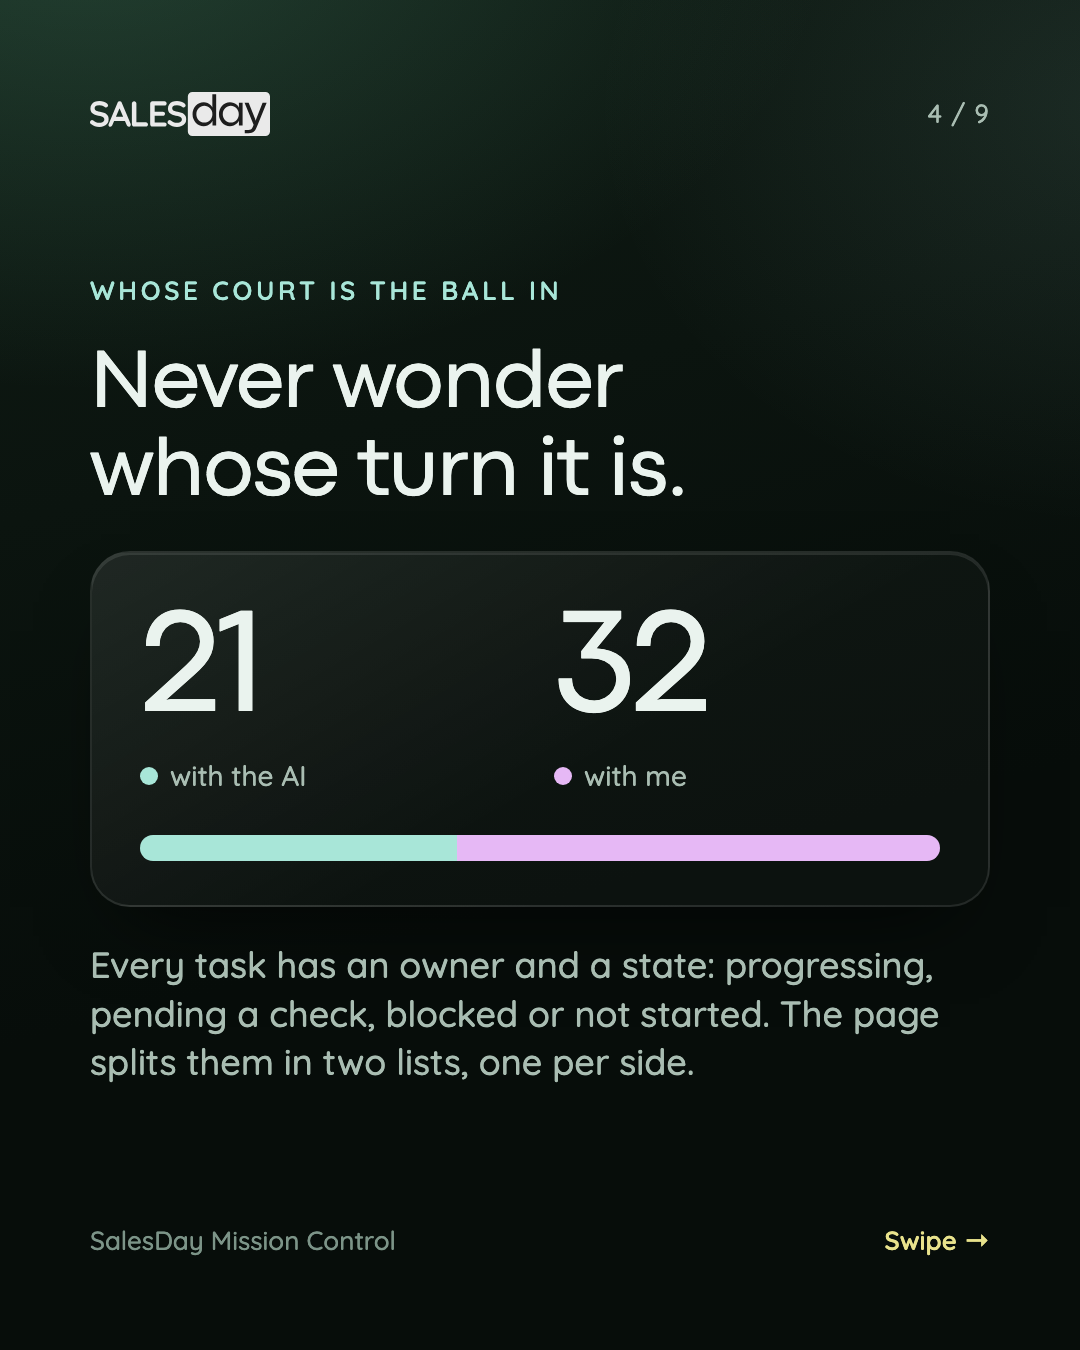 SALESday
4 / 9
WHOSE COURT IS THE BALL IN
Never wonder
whose turn it is.
21
32
with the AI
with me
Every task has an owner and a state: progressing,
pending a check, blocked or not started. The page
splits them in two lists, one per side.
SalesDay Mission Control
Swipe →